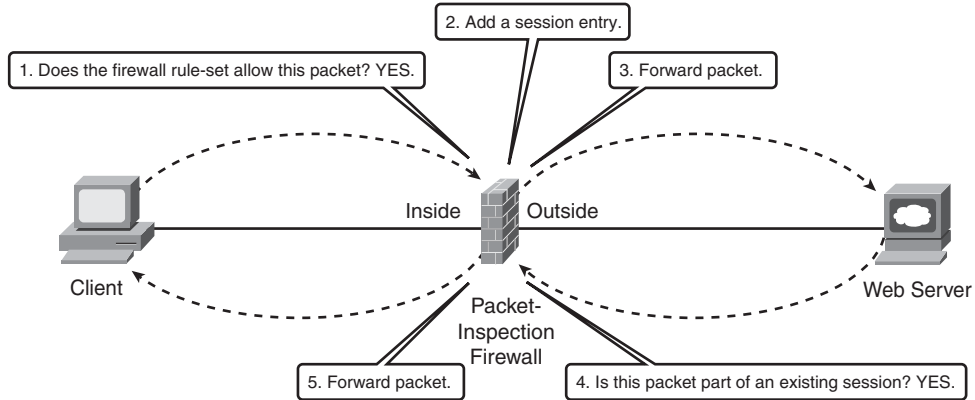 2. Add a session entry.
1. Does the firewall rule-set allow this packet? YES.
3. Forward packet.
Inside
Outside
Client
Web Server
Packet-
Inspection
Firewall
5. Forward packet.
4. Is this packet part of an existing session? YES.